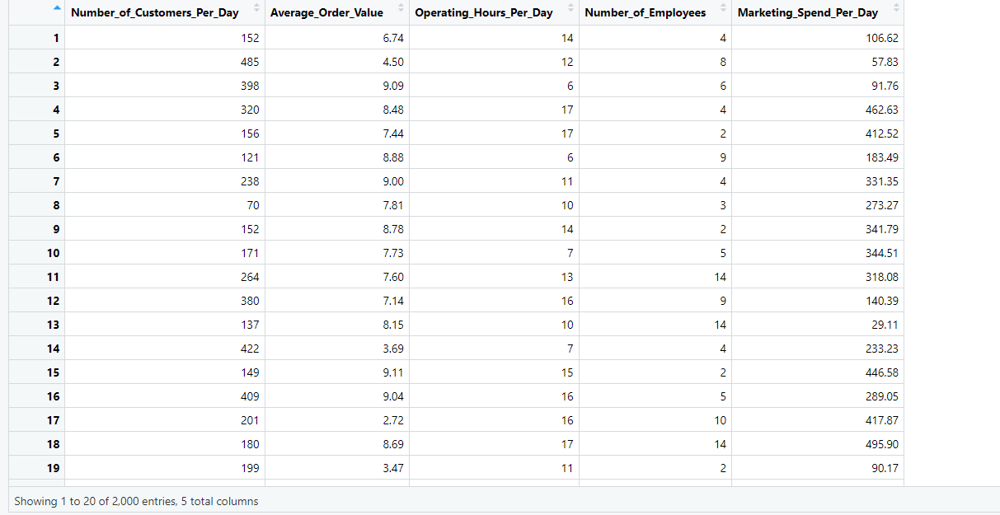 Number_of_Customers_Per_Day Average_Order_Value Operating_Hours_Per_Day Number_of_Employees Marketing_Spend_Per_Day
1 152 6.74 14 4 106.62
2 485 4.50 12 8 57.83
3 398 9.09 6 6 91.76
4 320 8.48 17 4 462.63
5 156 7.44 17 2 412.52
6 121 8.88 6 9 183.49
7 238 9.00 11 4 331.35
8 70 7.81 10 3 273.27
9 152 8.78 14 2 341.79
10 171 7.73 7 5 344.51
11 264 7.60 13 14 318.08
12 380 7.14 16 9 140.39
13 137 8.15 10 14 29.11
14 422 3.69 7 4 233.23
15 149 9.11 15 2 446.58
16 409 9.04 16 5 289.05
17 201 2.72 16 10 417.87
18 180 8.69 17 14 495.90
19 199 3.47 11 2 90.17
Showing 1 to 20 of 2,000 entries, 5 total columns